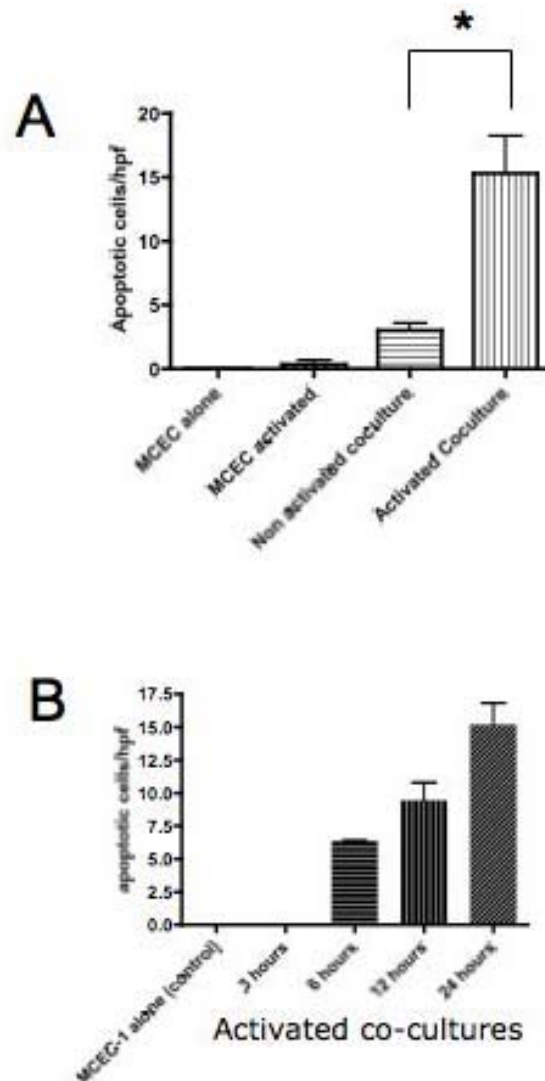 *
A
Apoptotic cells/hpf
20
15
10
5
0
MCEC alone
MCEC activated
Non activated coculture
Activated Coculture
B
apoptotic cells/hpf
17.5
15.0
12.5
10.0
7.5
5.0
2.5
0.0
MCEC-1 alone (control)
3 hours
6 hours
12 hours
24 hours
Activated co-cultures